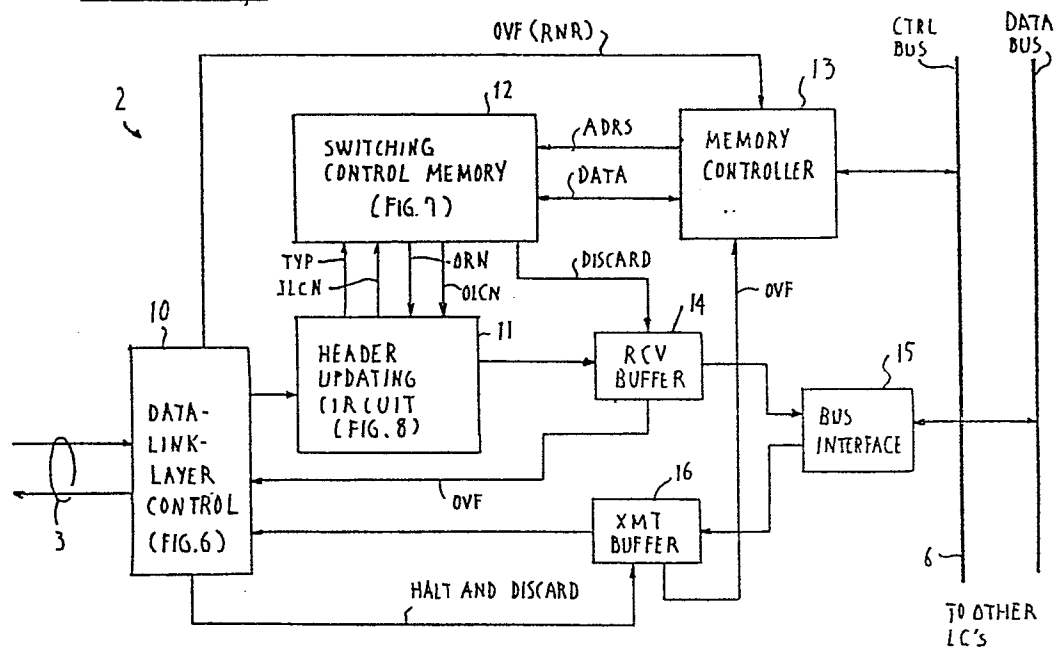 OVF (RNR)
CTRL
BUS
DATA
BUS
2
12
13
SWITCHING
CONTROL MEMORY
(FIG.7)
ADRS
DATA
MEMORY
CONTROLLER
TYP
ILCN
ORN
OLCN
DISCARD
OVF
10
11
14
15
DATA-
LINK-
LAYER
CONTROL
(FIG.6)
HEADER
UPDATING
CIRCUIT
(FIG.8)
RCV
BUFFER
BUS
INTERFACE
3
OVF
16
XMT
BUFFER
6
HALT AND DISCARD
TO OTHER
LC's